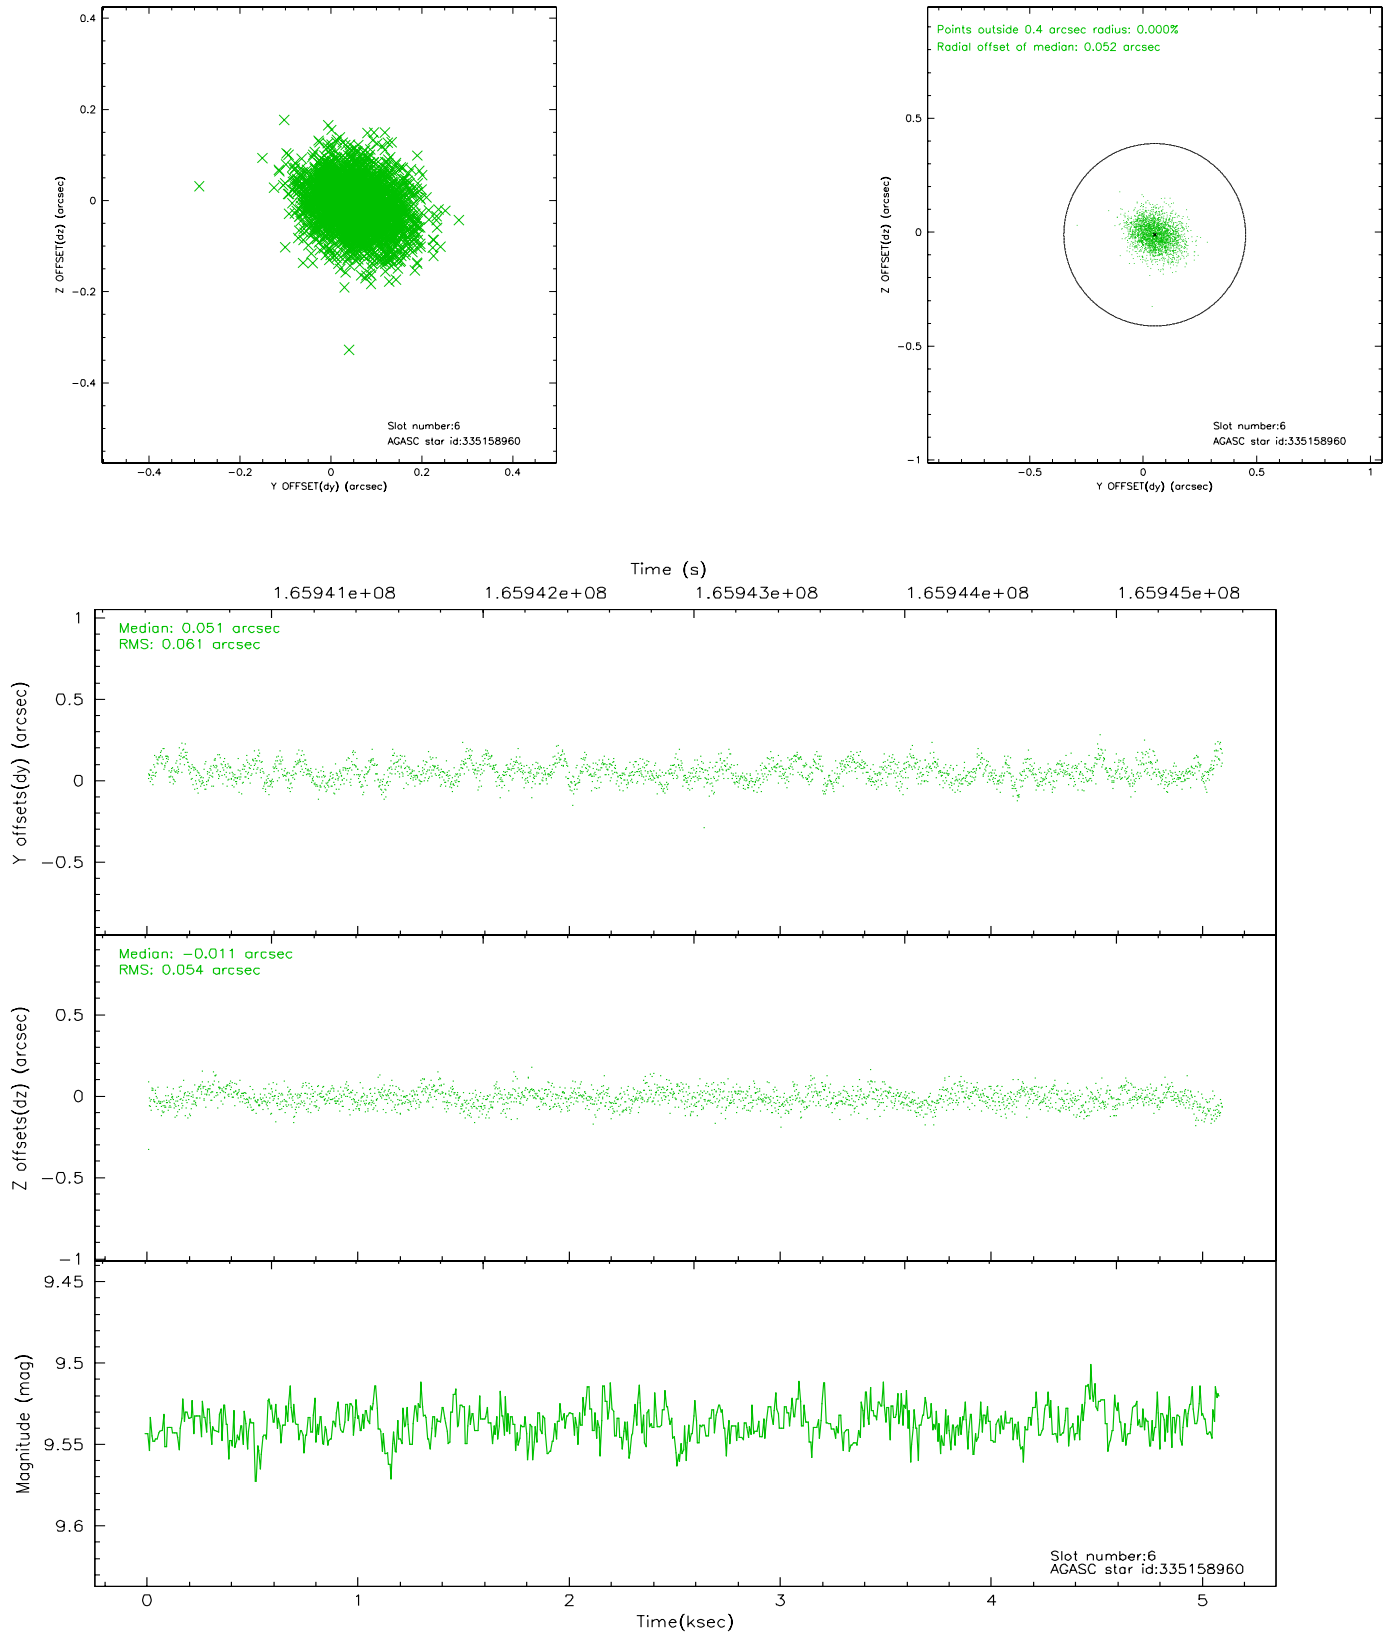 0.4
0.2
0
−0.2
−0.4
Z OFFSET(dz) (arcsec)
Slot number:6
AGASC star id:335158960
−0.4 −0.2 0 0.2 0.4
Y OFFSET(dy) (arcsec)
Points outside 0.4 arcsec radius: 0.000%
Radial offset of median: 0.052 arcsec
0.5
0
−0.5
−1
Z OFFSET(dz) (arcsec)
Slot number:6
AGASC star id:335158960
−0.5 0 0.5 1
Y OFFSET(dy) (arcsec)
Time (s)
1.65941e+08 1.65942e+08 1.65943e+08 1.65944e+08 1.65945e+08
Median: 0.051 arcsec
RMS: 0.061 arcsec
1
0.5
0
−0.5
Y offsets(dy) (arcsec)
Median: −0.011 arcsec
RMS: 0.054 arcsec
0.5
0
−0.5
−1
Z offsets(dz) (arcsec)
9.45
9.5
9.55
9.6
Magnitude (mag)
Slot number:6
AGASC star id:335158960
0 1 2 3 4 5
Time(ksec)